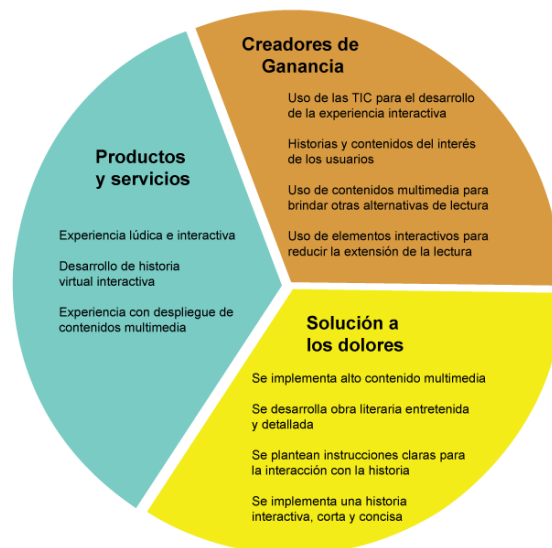 Creadores de
Ganancia
Uso de las TIC para el desarrollo
de la experiencia interactiva
Historias y contenidos del interés
de los usuarios
Uso de contenidos multimedia para
brindar otras alternativas de lectura
Uso de elementos interactivos para
reducir la extensión de la lectura
Productos
y servicios
Experiencia lúdica e interactiva
Desarrollo de historia
virtual interactiva
Experiencia con despliegue de
contenidos multimedia
Solución a
los dolores
Se implementa alto contenido multimedia
Se desarrolla obra literaria entretenida
y detallada
Se plantean instrucciones claras para
la interacción con la historia
Se implementa una historia
interactiva, corta y concisa